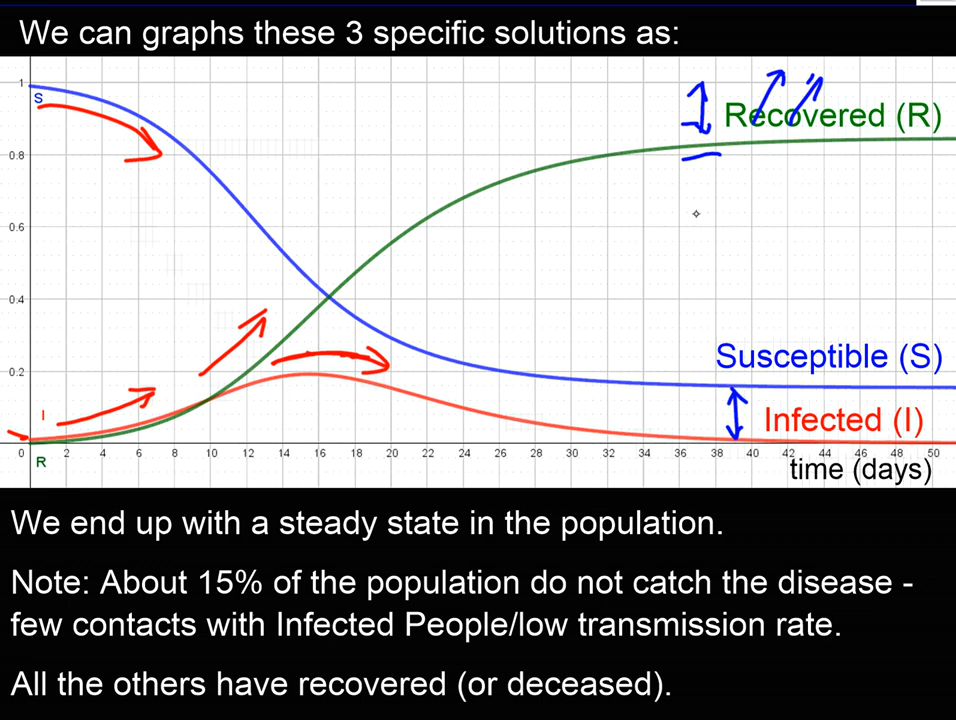 We can graphs these 3 specific solutions as:
1
S
Recovered (R)
0.8
0.6
0.4
Susceptible (S)
0.2
I
Infected (I)
0 2 4 6 8 10 12 14 16 18 20 22 24 26 28 30 32 34 36 38 40 42 44 46 48 50
R
time (days)
We end up with a steady state in the population.
Note: About 15% of the population do not catch the disease -
few contacts with Infected People/low transmission rate.
All the others have recovered (or deceased).